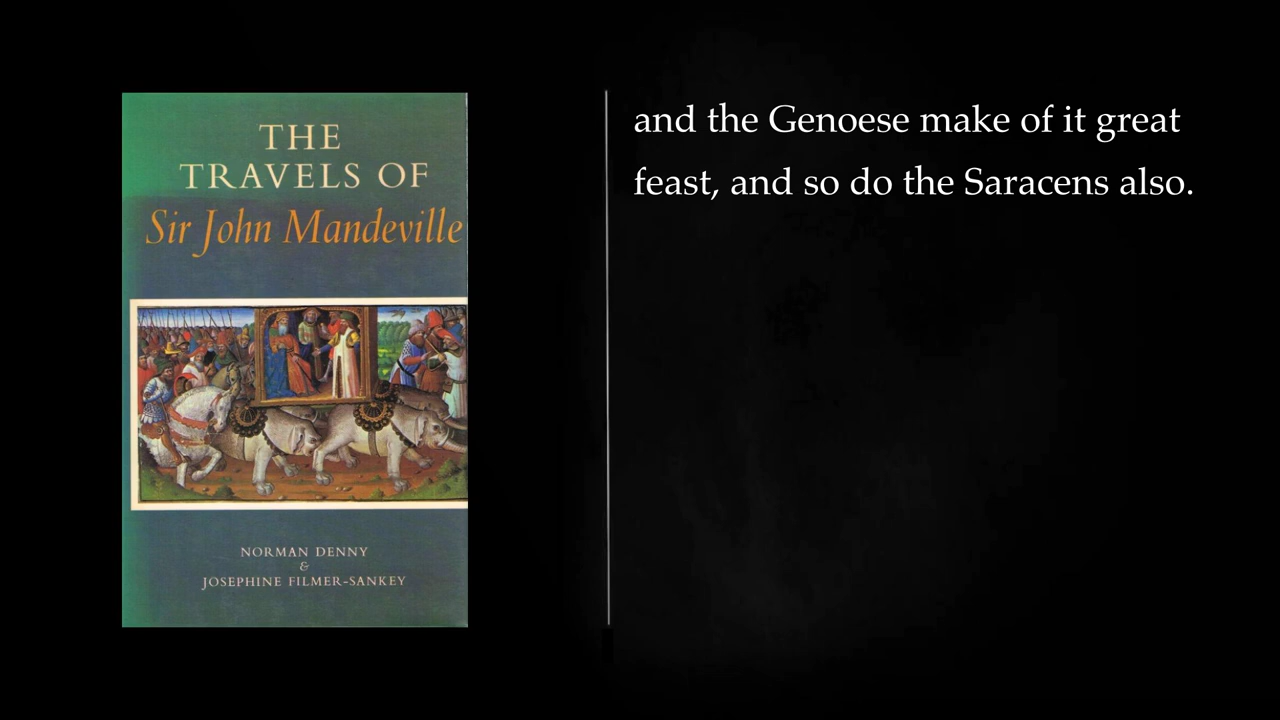 THE
TRAVELS OF
Sir John Mandeville
NORMAN DENNY
&
JOSEPHINE FILMER-SANKEY
and the Genoese make of it great
feast, and so do the Saracens also.